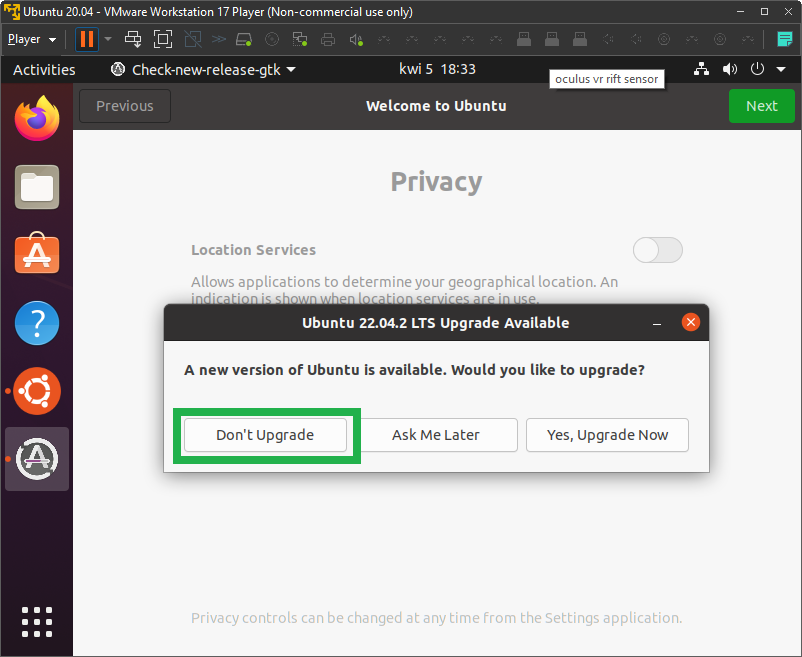 Ubuntu 20.04 - VMware Workstation 17 Player (Non-commercial use only)
Player
Activities
Check-new-release-gtk
kwi 5 18:33
oculus vr rift sensor
Previous
Welcome to Ubuntu
Next
Privacy
Location Services
Allows applications to determine your geographical location. An
indication is shown when location services are in use.
Ubuntu 22.04.2 LTS Upgrade Available
A new version of Ubuntu is available. Would you like to upgrade?
Don't Upgrade
Ask Me Later
Yes, Upgrade Now
Privacy controls can be changed at any time from the Settings application.